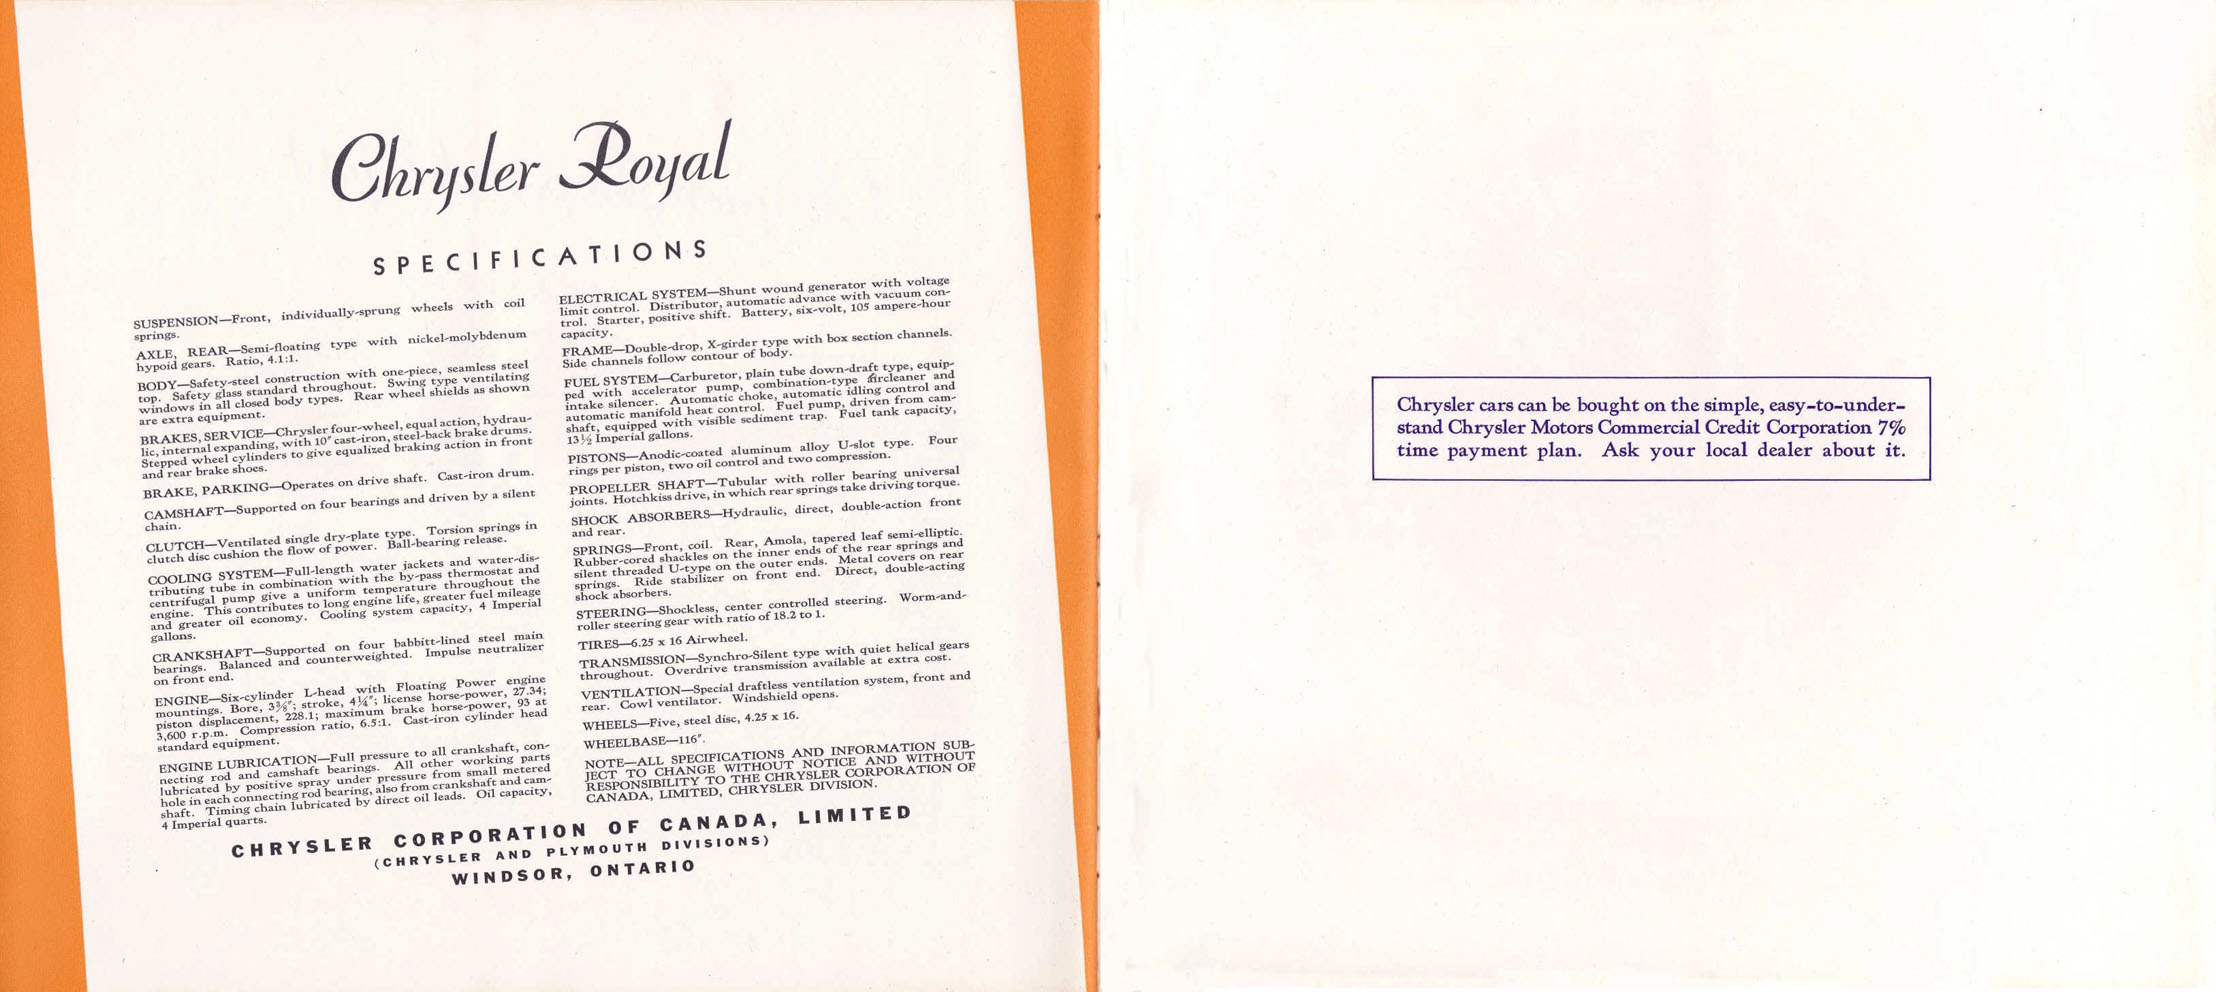 Chrysler Royal
SPECIFICATIONS
SUSPENSION—Front, individually-sprung wheels with coil
springs.
AXLE, REAR—Semi-floating type with nickel-molybdenum
hypoid gears. Ratio, 4.1:1.
BODY—Safety-steel construction with one-piece, seamless steel
top. Safety glass standard throughout. Swing type ventilating
windows in all closed body types. Rear wheel shields as shown
are extra equipment.
BRAKES, SERVICE—Chrysler four-wheel, equal action, hydrau-
lic, internal expanding, with 10" cast-iron, steel-back brake drums.
Stepped wheel cylinders to give equalized braking action in front
and rear brake shoes.
BRAKE, PARKING—Operates on drive shaft. Cast-iron drum.
CAMSHAFT—Supported on four bearings and driven by a silent
chain.
CLUTCH—Ventilated single dry-plate type. Torsion springs in
clutch disc cushion the flow of power. Ball-bearing release.
COOLING SYSTEM—Full-length water jackets and water-dis-
tributing tube in combination with the by-pass thermostat and
centrifugal pump give a uniform temperature throughout the
engine. This contributes to long engine life, greater fuel mileage
and greater oil economy. Cooling system capacity, 4 Imperial
gallons.
CRANKSHAFT—Supported on four babbitt-lined steel main
bearings. Balanced and counterweighted. Impulse neutralizer
on front end.
ENGINE—Six-cylinder L-head with Floating Power engine
mountings. Bore, 3⅜"; stroke, 4¼"; license horse-power, 27.34;
piston displacement, 228.1; maximum brake horse-power, 93 at
3,600 r.p.m. Compression ratio, 6.5:1. Cast-iron cylinder head
standard equipment.
ENGINE LUBRICATION—Full pressure to all crankshaft, con-
necting rod and camshaft bearings. All other working parts
lubricated by positive spray under pressure from small metered
hole in each connecting rod bearing, also from crankshaft and cam-
shaft. Timing chain lubricated by direct oil leads. Oil capacity,
4 Imperial quarts.
ELECTRICAL SYSTEM—Shunt wound generator with voltage
limit control. Distributor, automatic advance with vacuum con-
trol. Starter, positive shift. Battery, six-volt, 105 ampere-hour
capacity.
FRAME—Double-drop, X-girder type with box section channels.
Side channels follow contour of body.
FUEL SYSTEM—Carburetor, plain tube down-draft type, equip-
ped with accelerator pump, combination-type aircleaner and
intake silencer. Automatic choke, automatic idling control and
automatic manifold heat control. Fuel pump, driven from cam-
shaft, equipped with visible sediment trap. Fuel tank capacity,
13½ Imperial gallons.
PISTONS—Anodic-coated aluminum alloy U-slot type. Four
rings per piston, two oil control and two compression.
PROPELLER SHAFT—Tubular with roller bearing universal
joints. Hotchkiss drive, in which rear springs take driving torque.
SHOCK ABSORBERS—Hydraulic, direct, double-action front
and rear.
SPRINGS—Front, coil. Rear, Amola, tapered leaf semi-elliptic.
Rubber-cored shackles on the inner ends of the rear springs and
silent threaded U-type on the outer ends. Metal covers on rear
springs. Ride stabilizer on front end. Direct, double-acting
shock absorbers.
STEERING—Shockless, center controlled steering. Worm-and-
roller steering gear with ratio of 18.2 to 1.
TIRES—6.25 x 16 Airwheel.
TRANSMISSION—Synchro-Silent type with quiet helical gears
throughout. Overdrive transmission available at extra cost.
VENTILATION—Special draftless ventilation system, front and
rear. Cowl ventilator. Windshield opens.
WHEELS—Five, steel disc, 4.25 x 16.
WHEELBASE—116".
NOTE—ALL SPECIFICATIONS AND INFORMATION SUB-
JECT TO CHANGE WITHOUT NOTICE AND WITHOUT
RESPONSIBILITY TO THE CHRYSLER CORPORATION OF
CANADA, LIMITED, CHRYSLER DIVISION.
CHRYSLER CORPORATION OF CANADA, LIMITED
(CHRYSLER AND PLYMOUTH DIVISIONS)
WINDSOR, ONTARIO
Chrysler cars can be bought on the simple, easy-to-under-
stand Chrysler Motors Commercial Credit Corporation 7%
time payment plan. Ask your local dealer about it.